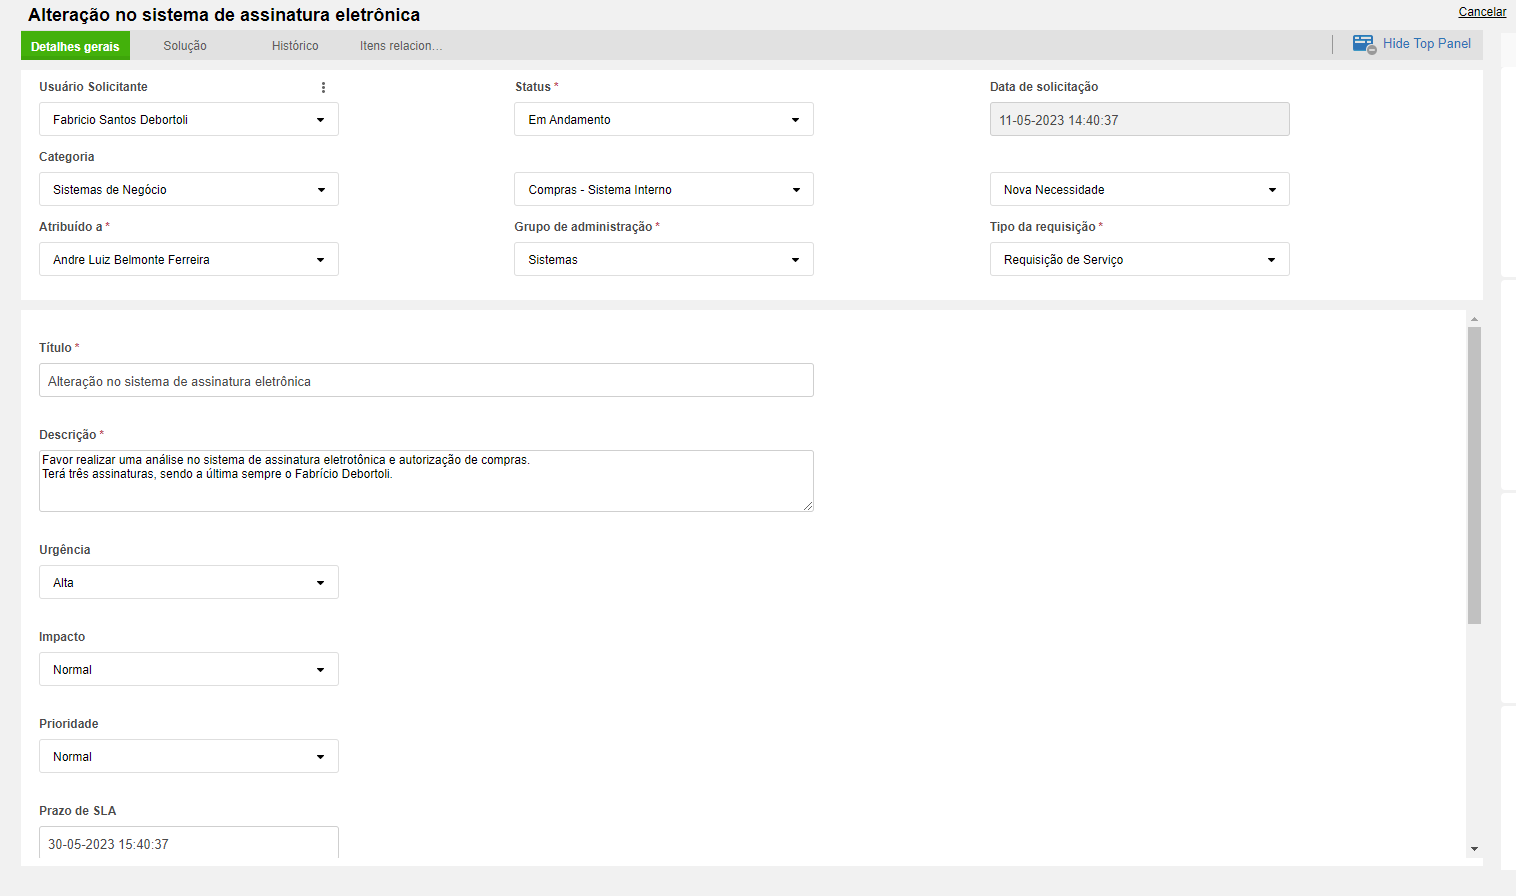 Alteração no sistema de assinatura eletrônica
Cancelar
Detalhes gerais
Solução
Histórico
Itens relacion...
Hide Top Panel
Usuário Solicitante
Status *
Data de solicitação
Fabricio Santos Debortoli
Em Andamento
11-05-2023 14:40:37
Categoria
Sistemas de Negócio
Compras - Sistema Interno
Nova Necessidade
Atribuído a *
Grupo de administração *
Tipo da requisição *
Andre Luiz Belmonte Ferreira
Sistemas
Requisição de Serviço
Título *
Alteração no sistema de assinatura eletrônica
Descrição *
Favor realizar uma análise no sistema de assinatura eletrotônica e autorização de compras.
Terá três assinaturas, sendo a última sempre o Fabrício Debortoli.
Urgência
Alta
Impacto
Normal
Prioridade
Normal
Prazo de SLA
30-05-2023 15:40:37